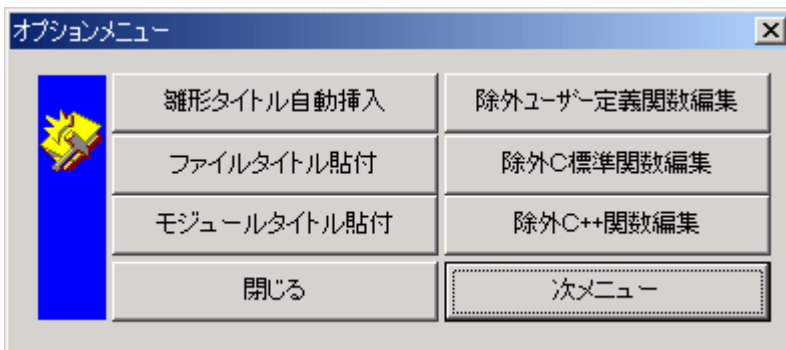 オプションメニュー
雛形タイトル自動挿入
除外ユーザー定義関数編集
ファイルタイトル貼付
除外C標準関数編集
モジュールタイトル貼付
除外C++関数編集
閉じる
次メニュー